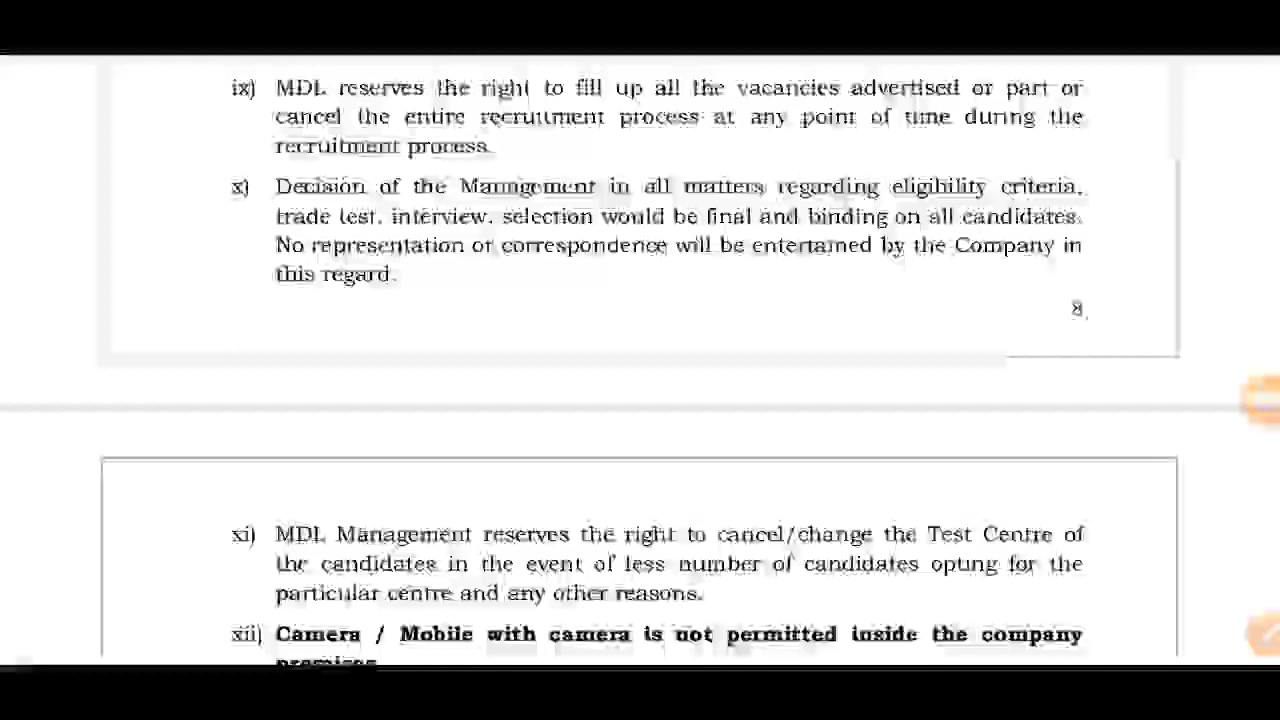 ix) MDL reserves the right to fill up all the vacancies advertised or part or
cancel the entire recruitment process at any point of time during the
recruitment process.
x) Decision of the Management in all matters regarding eligibility criteria,
trade test, interview, selection would be final and binding on all candidates.
No representation or correspondence will be entertained by the Company in
this regard.
8
xi) MDL Management reserves the right to cancel/change the Test Centre of
the candidates in the event of less number of candidates opting for the
particular centre and any other reasons.
xii) Camera / Mobile with camera is not permitted inside the company
premises